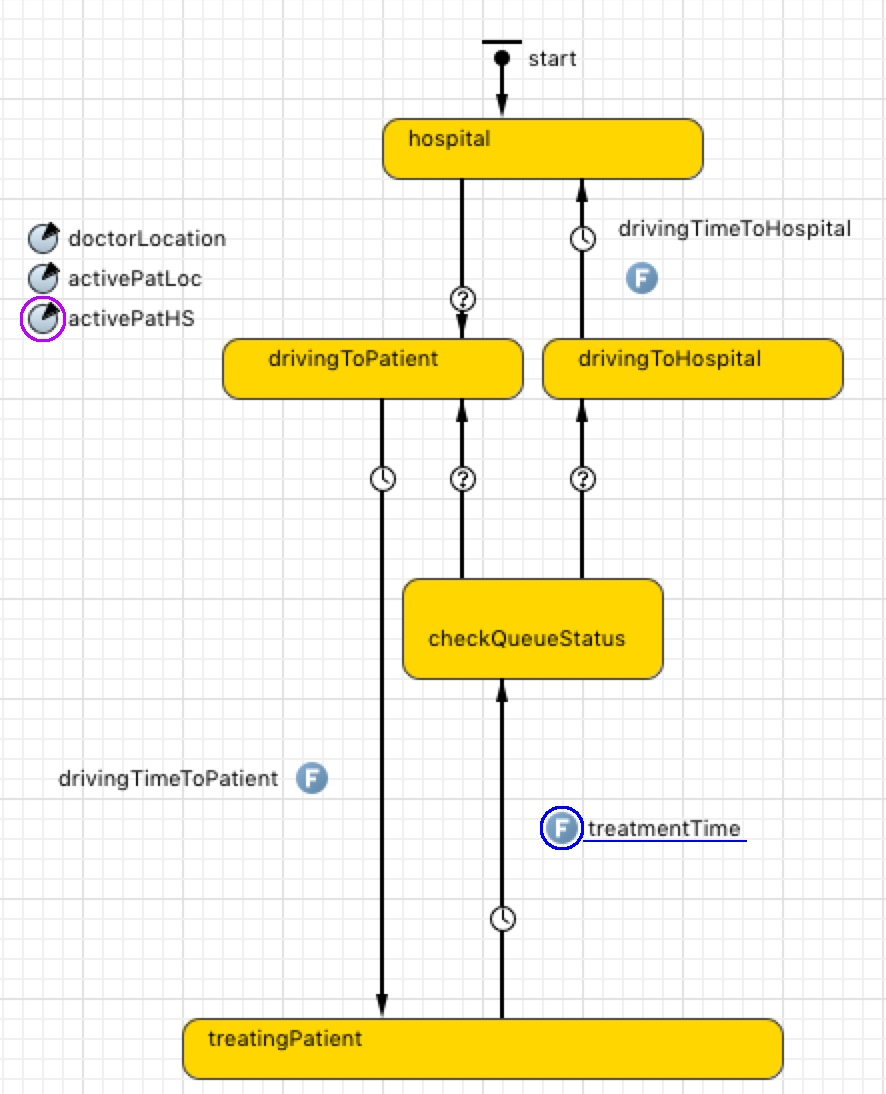 start
hospital
drivingTimeToHospital
doctorLocation
F
activePatLoc
activePatHS
?
drivingToPatient
drivingToHospital
?
?
checkQueueStatus
drivingTimeToPatient F
F treatmentTime
treatingPatient